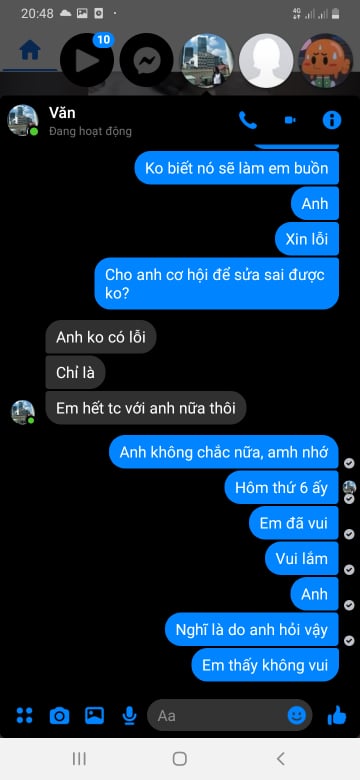 20:48
4G
10
Văn
Đang hoạt động
Ko biết nó sẽ làm em buồn
Anh
Xin lỗi
Cho anh cơ hội để sửa sai được
ko?
Anh ko có lỗi
Chỉ là
Em hết tc với anh nữa thôi
Anh không chắc nữa, amh nhớ
Hôm thứ 6 ấy
Em đã vui
Vui lắm
Anh
Nghĩ là do anh hỏi vậy
Em thấy không vui
Aa